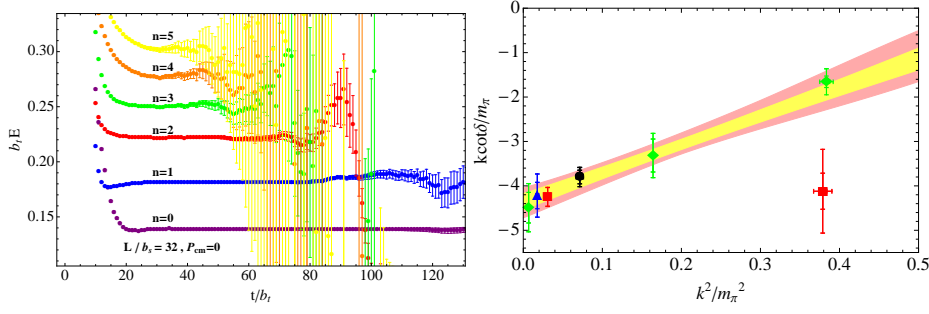 0.30
0.25
0.20
0.15
b_t E
n=5
n=4
n=3
n=2
n=1
n=0
L / b_s = 32 , P_cm=0
0 20 40 60 80 100 120
t/b_t
0
−1
−2
−3
−4
−5
kcotδ/m_π
0.0 0.1 0.2 0.3 0.4 0.5
k²/m_π²